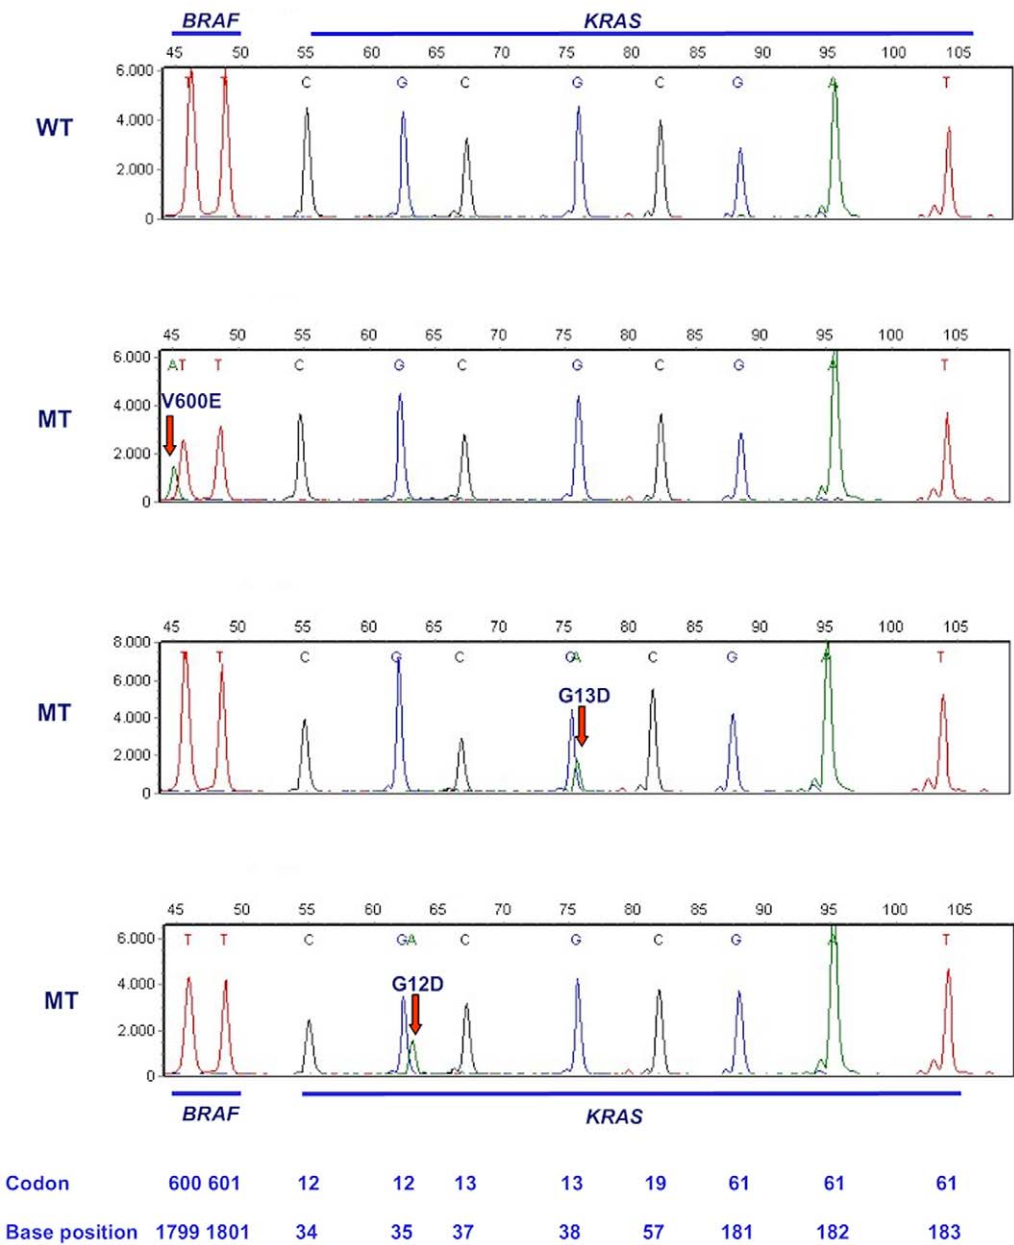 BRAF KRAS
45 50 55 60 65 70 75 80 85 90 95 100 105
6.000 T T C G C G C G A T
WT
4.000
2.000
0
45 50 55 60 65 70 75 80 85 90 95 100 105
6.000
A T T C G C G C G A T
V600E
MT
4.000
2.000
0
45 50 55 60 65 70 75 80 85 90 95 100 105
8.000
T T C G C G A C G A T
6.000
G13D
MT
4.000
2.000
0
45 50 55 60 65 70 75 80 85 90 95 100 105
6.000 T T C G A C G C G A T
G12D
4.000
MT
2.000
0
BRAF KRAS
Codon 600 601 12 12 13 13 19 61 61 61
Base position 1799 1801 34 35 37 38 57 181 182 183